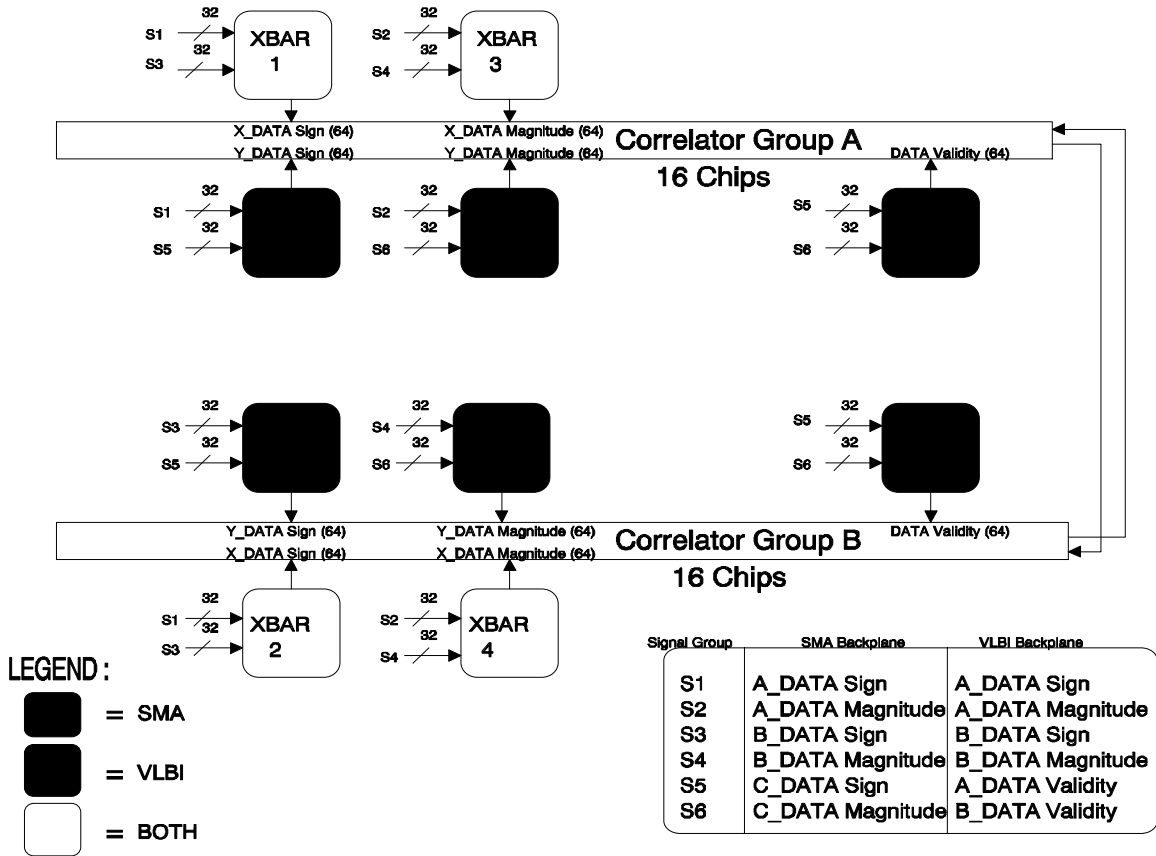 32
S1
32
S3
XBAR
1
32
S2
32
S4
XBAR
3
X_DATA Sign (64)
X_DATA Magnitude (64)
Correlator Group A
Y_DATA Sign (64)
Y_DATA Magnitude (64)
DATA Validity (64)
16 Chips
32
S1
32
S5
32
S2
32
S6
32
S5
32
S6
32
S3
32
S5
32
S4
32
S6
32
S5
32
S6
Y_DATA Sign (64)
Y_DATA Magnitude (64)
DATA Validity (64)
Correlator Group B
X_DATA Sign (64)
X_DATA Magnitude (64)
16 Chips
32
S1
32
S3
XBAR
2
32
S2
32
S4
XBAR
4
LEGEND :
= SMA
= VLBI
= BOTH
Signal Group SMA Backplane VLBI Backplane
S1 A_DATA Sign A_DATA Sign
S2 A_DATA Magnitude A_DATA Magnitude
S3 B_DATA Sign B_DATA Sign
S4 B_DATA Magnitude B_DATA Magnitude
S5 C_DATA Sign A_DATA Validity
S6 C_DATA Magnitude B_DATA Validity